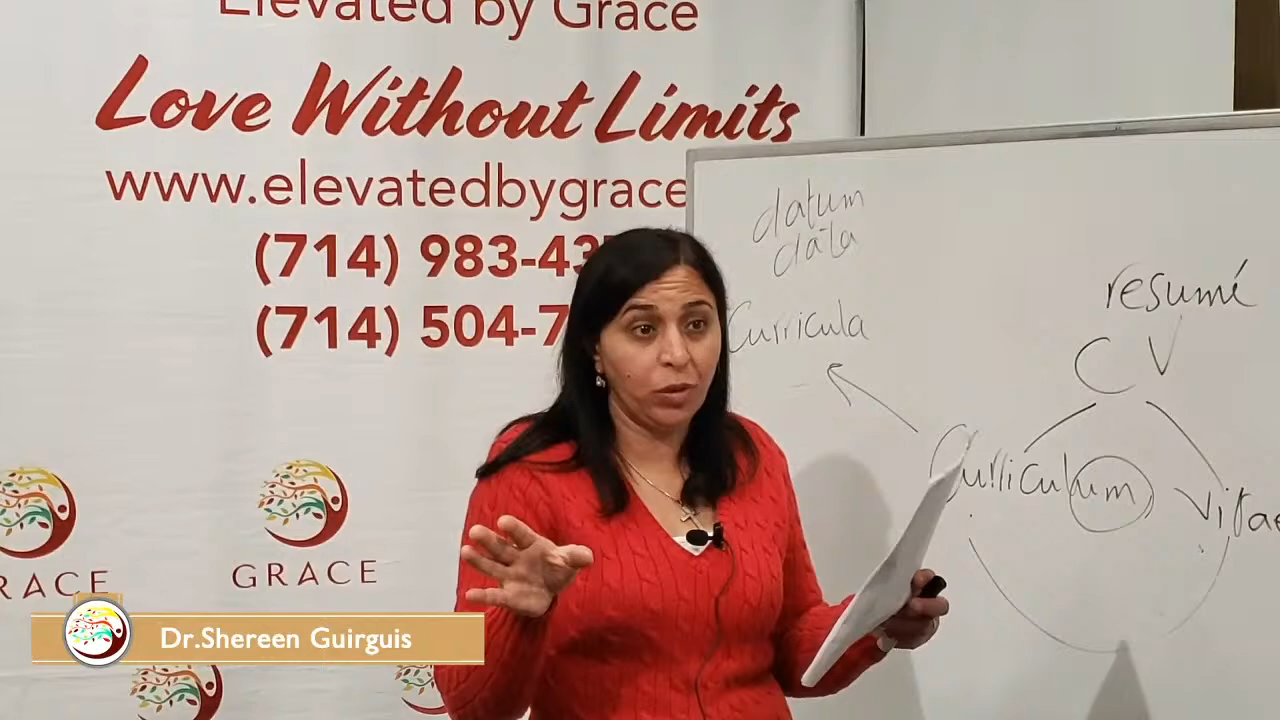 Elevated by Grace
Love Without Limits
www.elevatedbygrace
(714) 983-43
(714) 504-7
GRACE
RACE
Dr.Shereen Guirguis
datum
data
Curricula
resumé
CV
Curriculum
Vitae